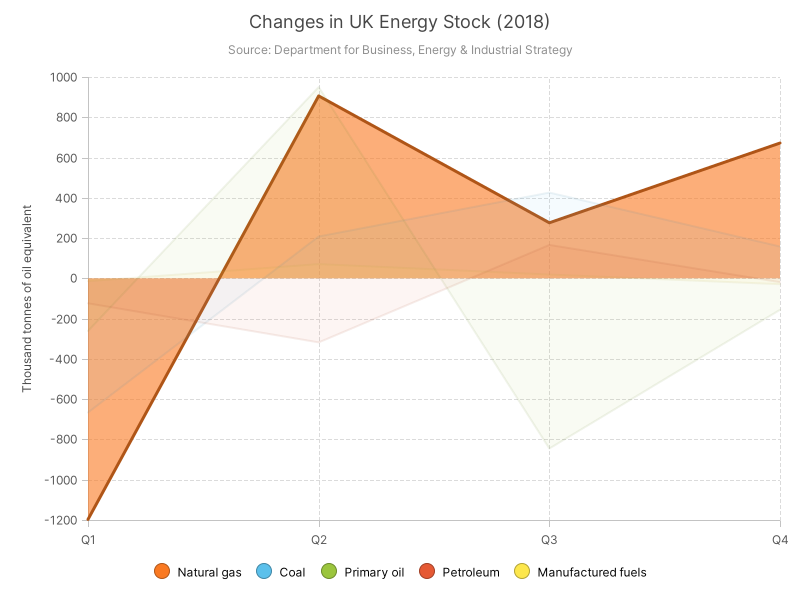 Changes in UK Energy Stock (2018)
Source: Department for Business, Energy & Industrial Strategy
Thousand tonnes of oil equivalent
1000
800
600
400
200
0
-200
-400
-600
-800
-1000
-1200
Q1 Q2 Q3 Q4
Natural gas Coal Primary oil Petroleum Manufactured fuels